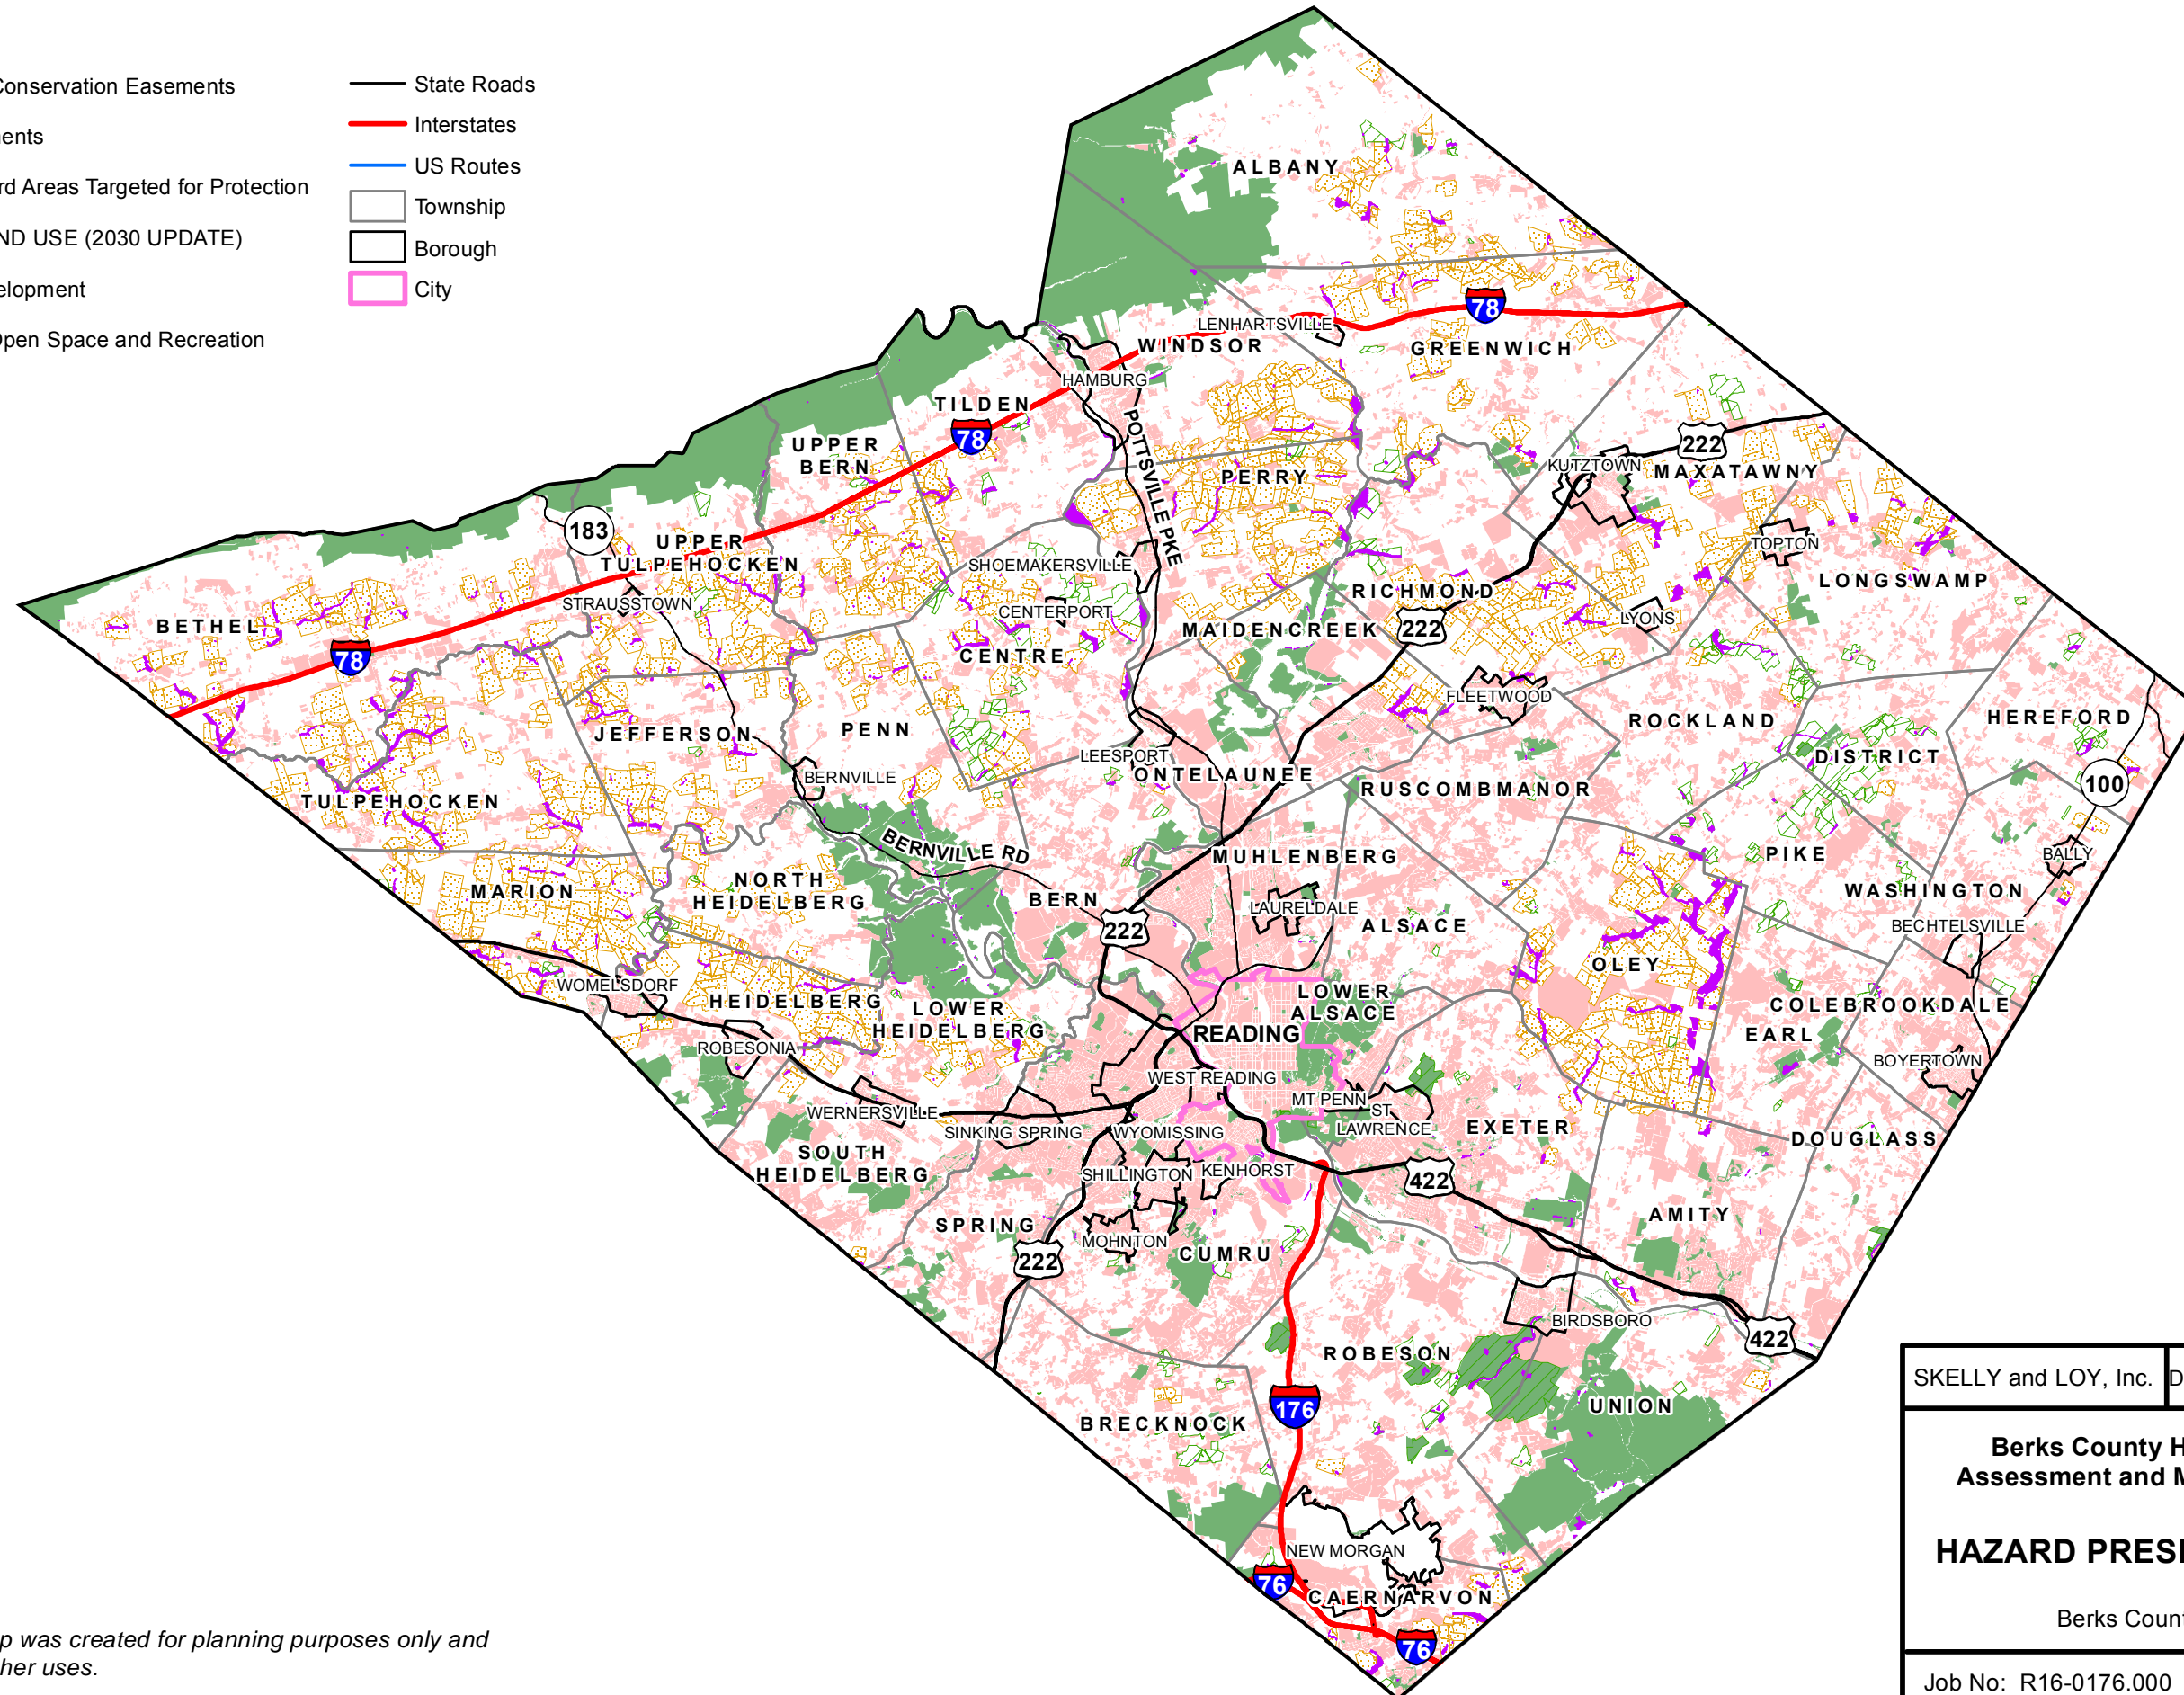 Conservation Easements
ents
rd Areas Targeted for Protection
ND USE (2030 UPDATE)
elopment
Open Space and Recreation
State Roads
Interstates
US Routes
Township
Borough
City
ALBANY
78
LENHARTSVILLE
WINDSOR
GREENWICH
HAMBURG
TILDEN
78
POTTSVILLE PKE
UPPER
BERN
PERRY
222
KUTZTOWN
MAXATAWNY
183
UPPER
TULPEHOCKEN
SHOEMAKERSVILLE
TOPTON
LONGSWAMP
STRAUSSTOWN
CENTERPORT
RICHMOND
BETHEL
MAIDENCREEK
222
LYONS
78
CENTRE
FLEETWOOD
JEFFERSON
PENN
ROCKLAND
HEREFORD
LEESPORT
ONTELAUNEE
DISTRICT
BERNVILLE
RUSCOMBMANOR
100
TULPEHOCKEN
BERNVILLE RD
MUHLENBERG
PIKE
BALLY
MARION
NORTH
HEIDELBERG
BERN
LAURELDALE
WASHINGTON
222
ALSACE
BECHTELSVILLE
OLEY
WOMELSDORF
HEIDELBERG
LOWER
HEIDELBERG
LOWER
ALSACE
COLEBROOKDALE
READING
EARL
ROBESONIA
BOYERTOWN
WEST READING
MT PENN
WERNERSVILLE
ST
LAWRENCE
SINKING SPRING
WYOMISSING
EXETER
DOUGLASS
SOUTH
HEIDELBERG
SHILLINGTON
KENHORST
422
SPRING
AMITY
MOHNTON
CUMRU
222
BIRDSBORO
422
ROBESON
176
UNION
BRECKNOCK
NEW MORGAN
76
CAERNARVON
76
SKELLY and LOY, Inc.
D
Berks County H
Assessment and M
HAZARD PRES
Berks Coun
Job No: R16-0176.000
p was created for planning purposes only and
her uses.